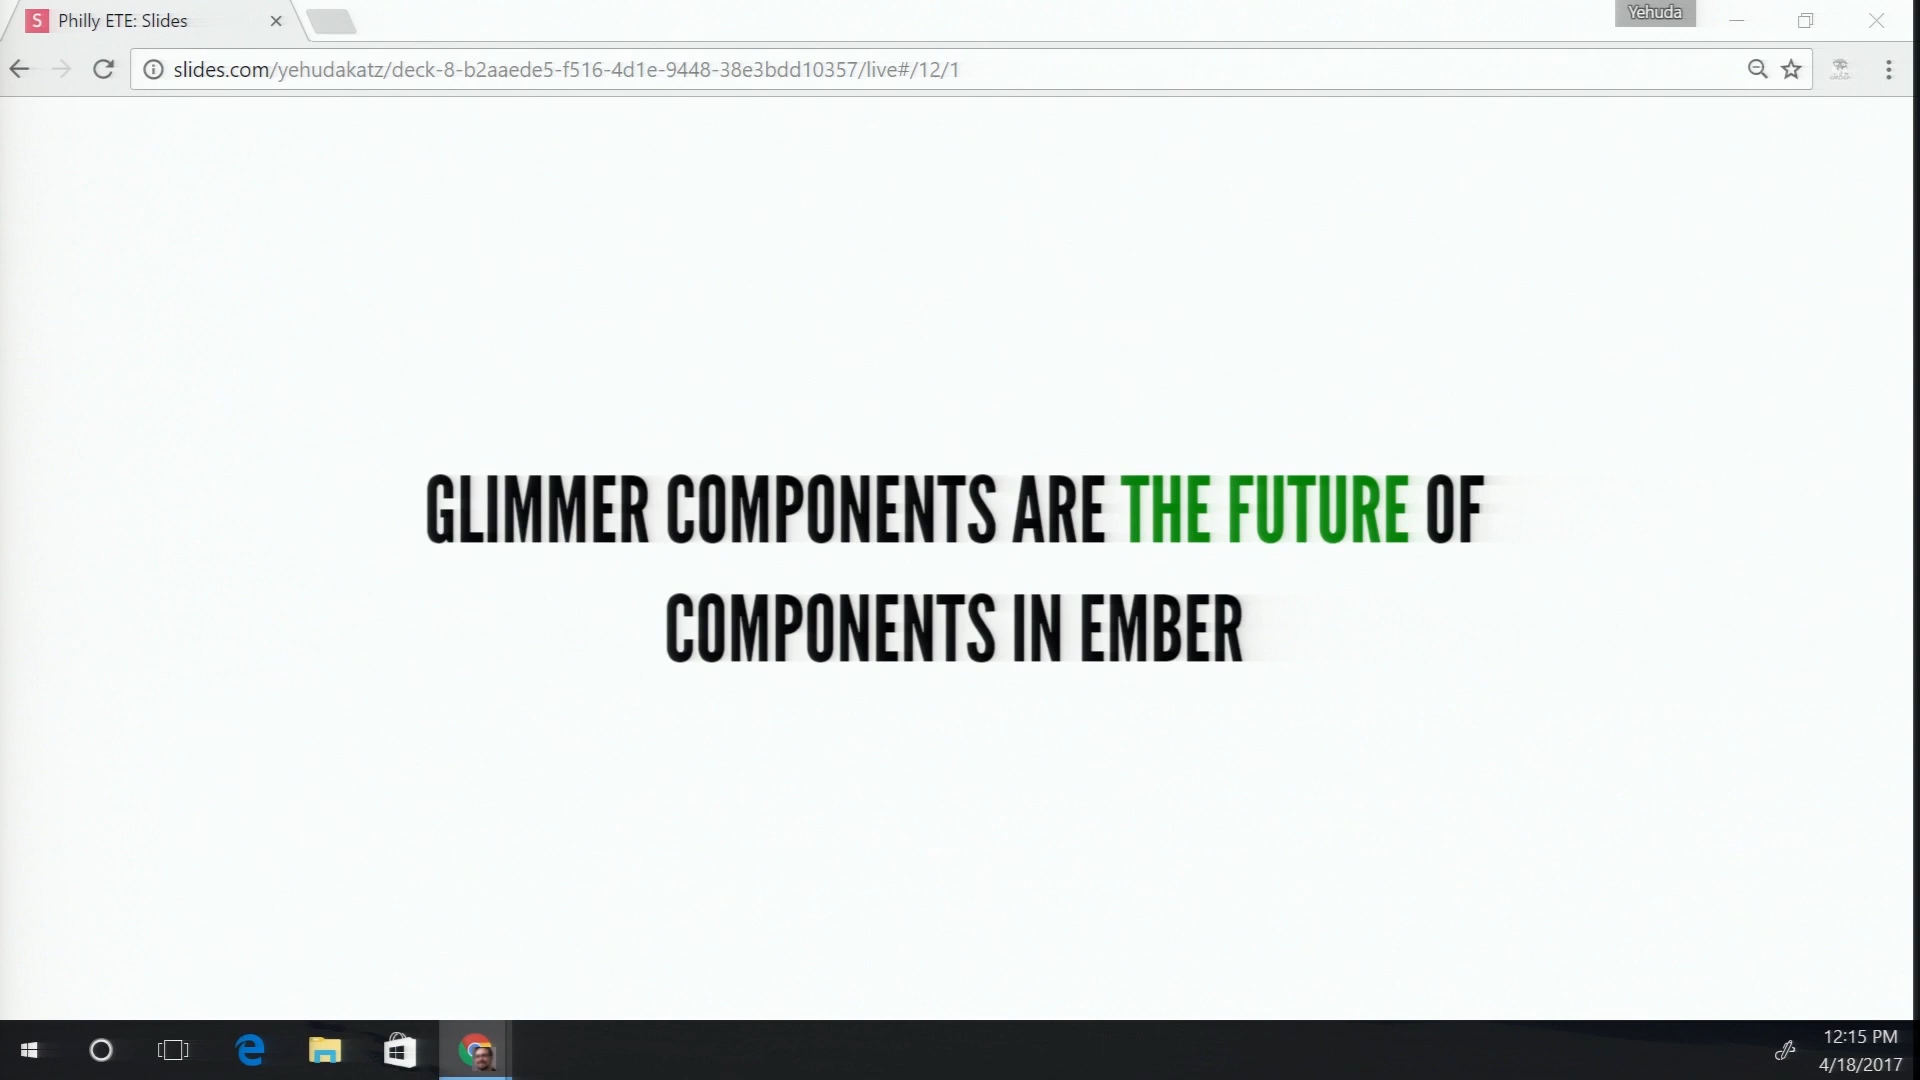 S Philly ETE: Slides
Yehuda
slides.com/yehudakatz/deck-8-b2aaede5-f516-4d1e-9448-38e3bdd10357/live#/12/1
GLIMMER COMPONENTS ARE THE FUTURE OF
COMPONENTS IN EMBER
12:15 PM
4/18/2017